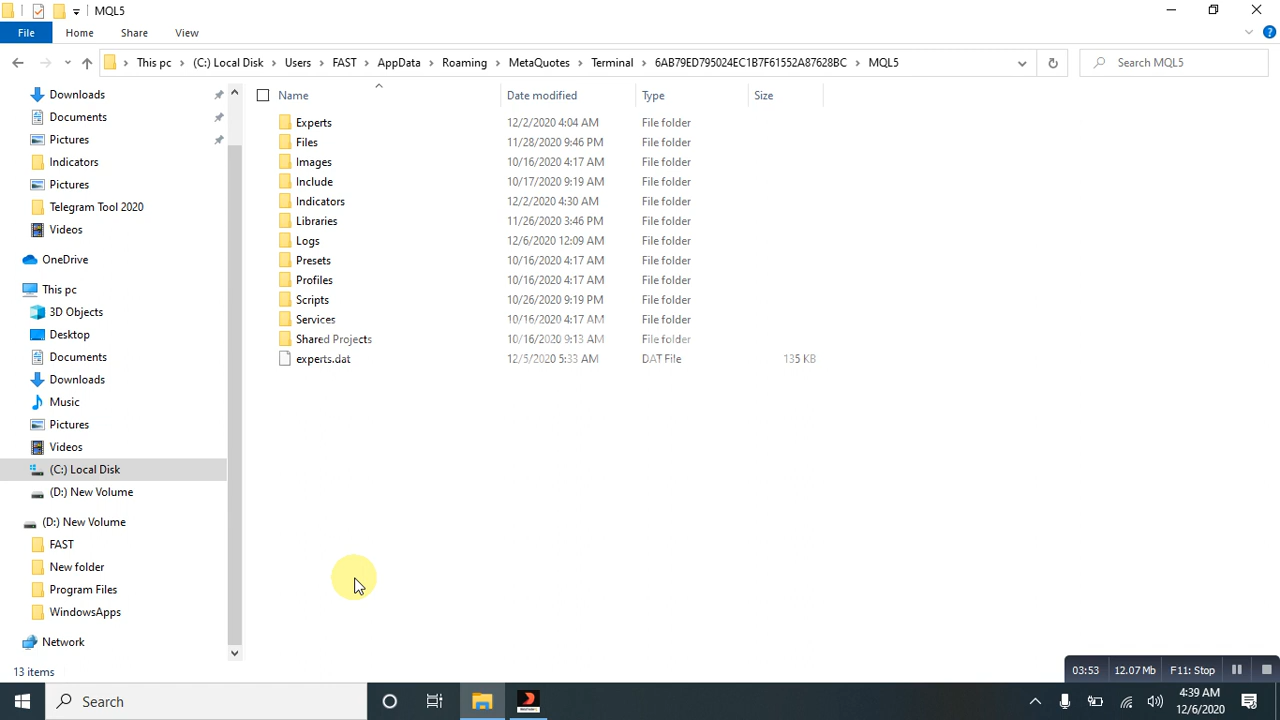 MQL5
File Home Share View
This pc (C:) Local Disk Users FAST AppData Roaming MetaQuotes Terminal 6AB79ED795024EC1B7F61552A87628BC MQL5
Search MQL5
Downloads
Documents
Pictures
Indicators
Pictures
Telegram Tool 2020
Videos
OneDrive
This pc
3D Objects
Desktop
Documents
Downloads
Music
Pictures
Videos
(C:) Local Disk
(D:) New Volume
(D:) New Volume
FAST
New folder
Program Files
WindowsApps
Network
Name Date modified Type Size
Experts 12/2/2020 4:04 AM File folder
Files 11/28/2020 9:46 PM File folder
Images 10/16/2020 4:17 AM File folder
Include 10/17/2020 9:19 AM File folder
Indicators 12/2/2020 4:30 AM File folder
Libraries 11/26/2020 3:46 PM File folder
Logs 12/6/2020 12:09 AM File folder
Presets 10/16/2020 4:17 AM File folder
Profiles 10/16/2020 4:17 AM File folder
Scripts 10/26/2020 9:19 PM File folder
Services 10/16/2020 4:17 AM File folder
Shared Projects 10/16/2020 9:13 AM File folder
experts.dat 12/5/2020 5:33 AM DAT File 135 KB
13 items
03:53 12.07 Mb F11: Stop
Search
4:39 AM
12/6/2020